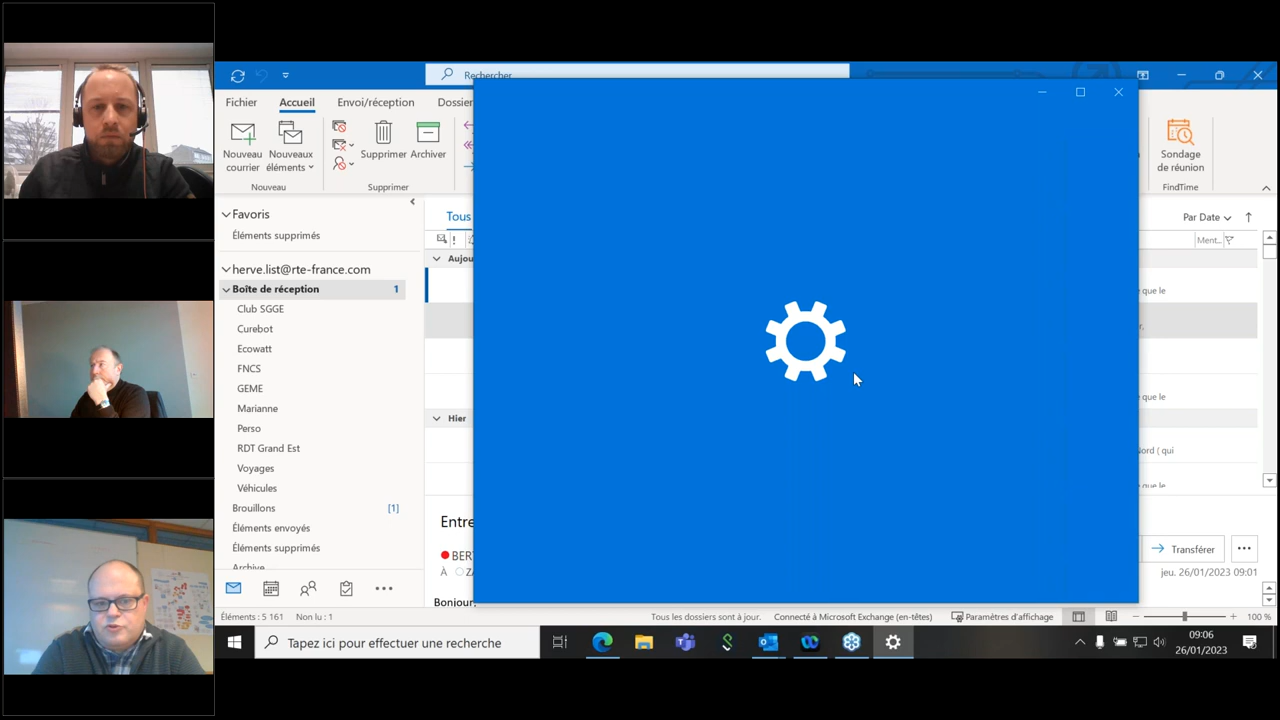 Rechercher
Fichier
Accueil
Envoi/réception
Dossier
Nouveau
courrier
Nouveaux
éléments
Supprimer
Archiver
Sondage
de réunion
Nouveau
Supprimer
FindTime
Favoris
Éléments supprimés
herve.list@rte-france.com
Boîte de réception 1
Club SGGE
Curebot
Ecowatt
FNCS
GEME
Marianne
Perso
RDT Grand Est
Voyages
Véhicules
Brouillons [1]
Éléments envoyés
Éléments supprimés
Archive
Tous
Par Date
!
Ment...
Aujou
e que le
r,
e que le
Hier
Nord ( qui
e que le
Entre
BER
Transférer
À
jeu. 26/01/2023 09:01
Bonjour,
Éléments : 5 161 Non lu : 1
Tous les dossiers sont à jour. Connecté à Microsoft Exchange (en-têtes) Paramètres d'affichage 100 %
Tapez ici pour effectuer une recherche
09:06
26/01/2023